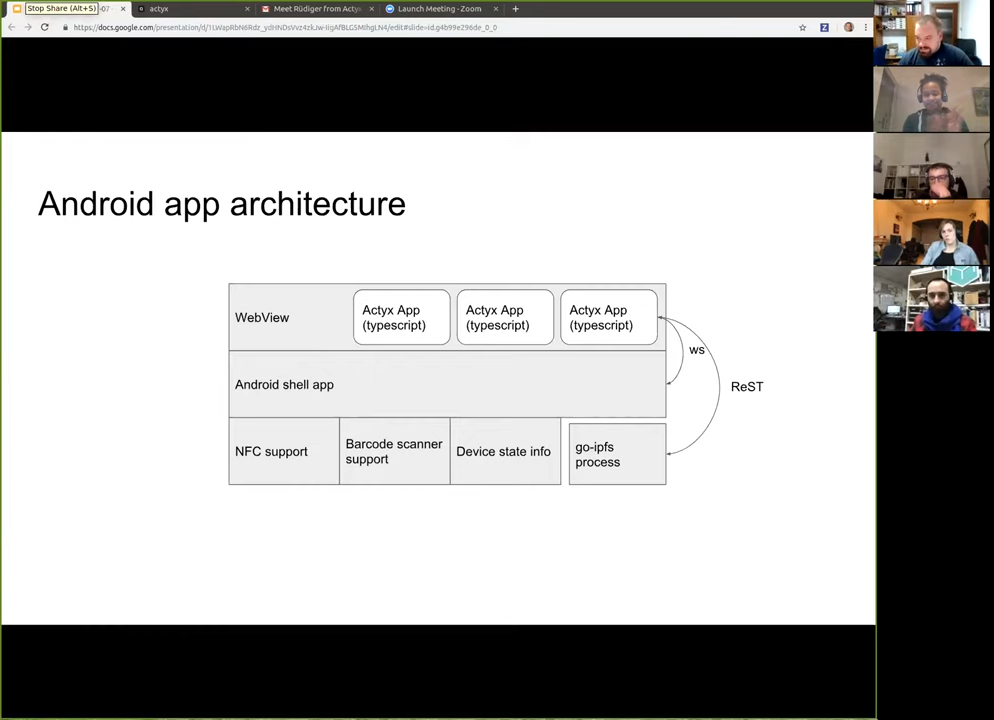 Stop Share (Alt+S)
-07
actyx
Meet Rüdiger from Actyx
Launch Meeting - Zoom
Android app architecture
WebView
Actyx App
(typescript)
Actyx App
(typescript)
Actyx App
(typescript)
ws
Android shell app
ReST
NFC support
Barcode scanner
support
Device state info
go-ipfs
process